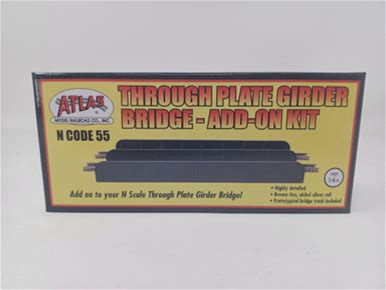 ATLAS
MODEL RAILROAD CO., INC.
N CODE 55
THROUGH PLATE GIRDER
BRIDGE - ADD-ON KIT
Add on to your N Scale Through Plate Girder Bridge!
• Highly detailed
• Brown ties, nickel silver rail
• Prototypical bridge track included!
14+